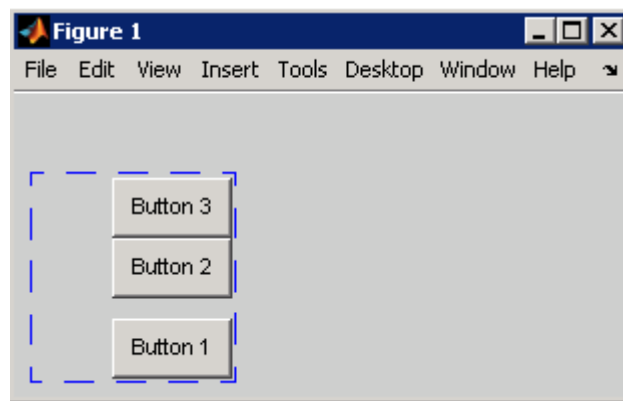 Figure 1
File Edit View Insert Tools Desktop Window Help
Button 3
Button 2
Button 1